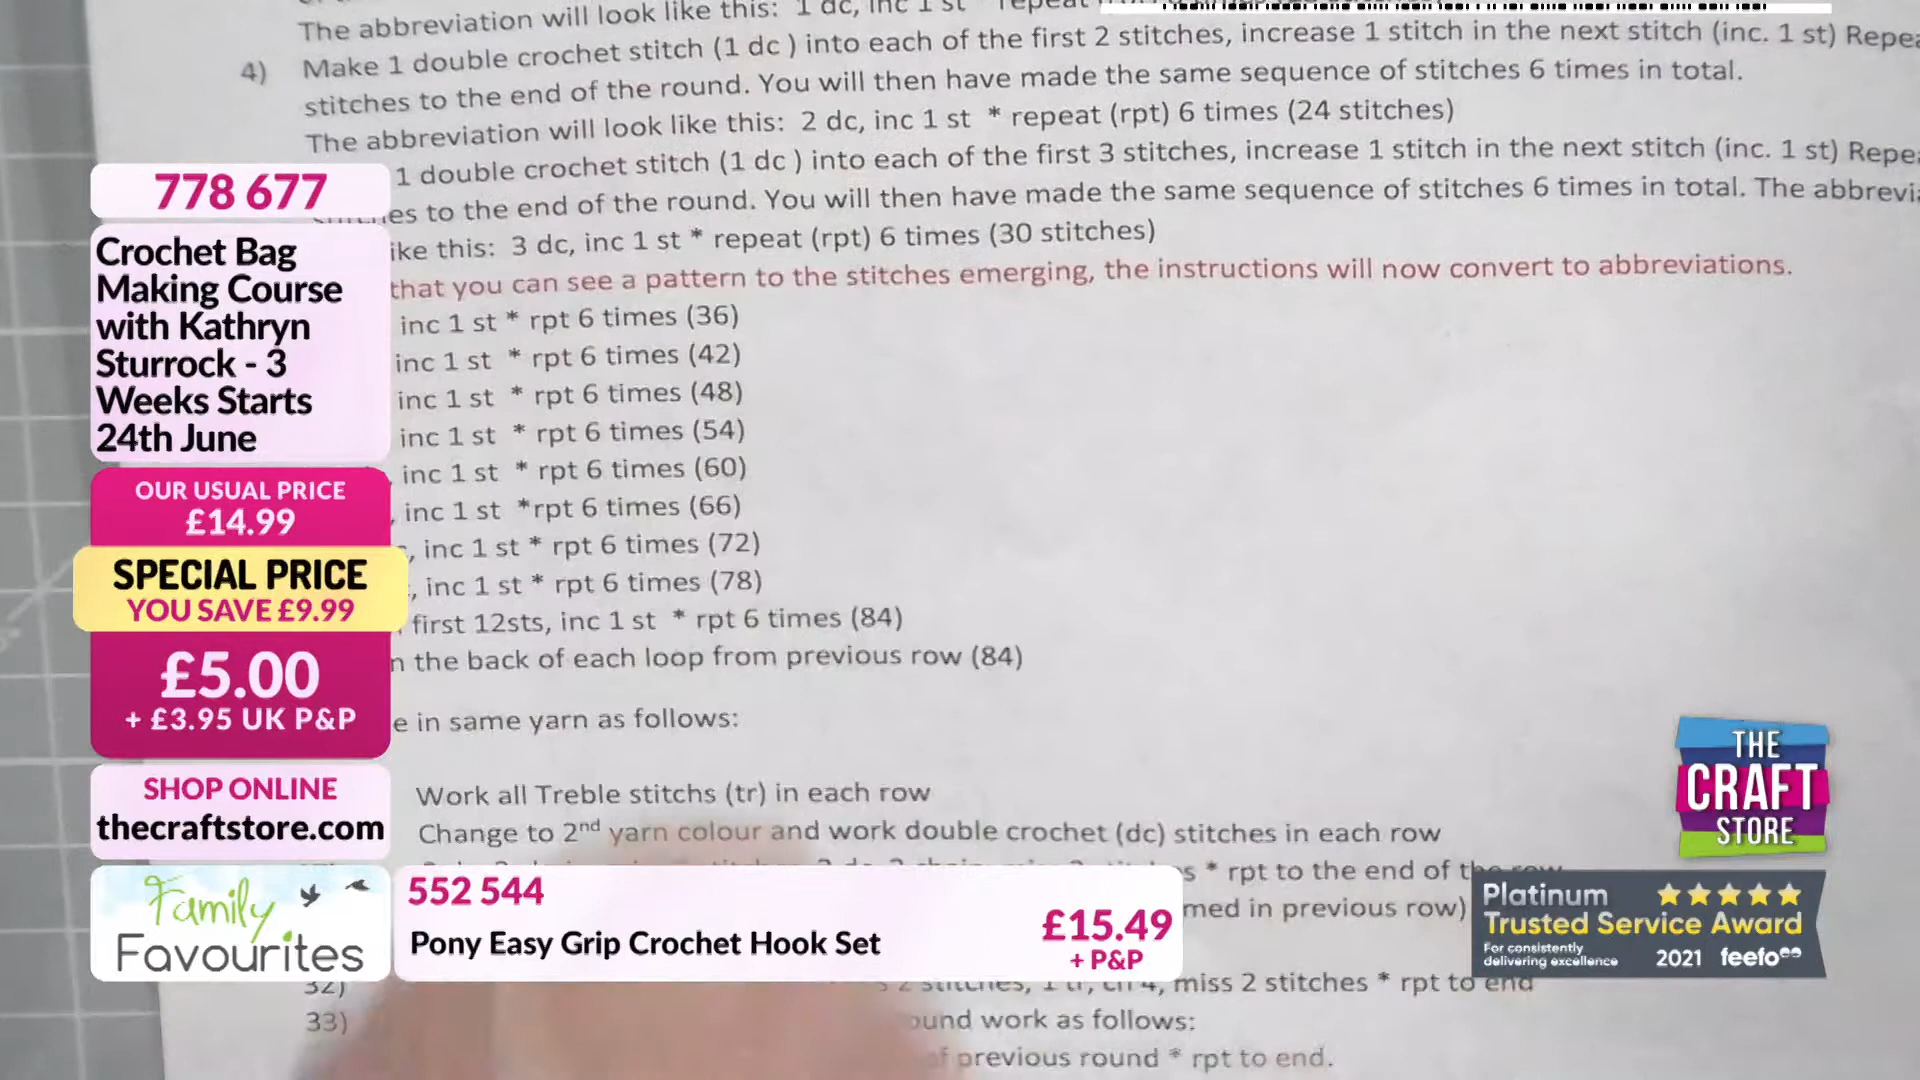 The abbreviation will look like this: 1 dc, inc 1 st
4) Make 1 double crochet stitch (1 dc ) into each of the first 2 stitches, increase 1 stitch in the next stitch (inc. 1 st)
stitches to the end of the round. You will then have made the same sequence of stitches 6 times in total.
The abbreviation will look like this: 2 dc, inc 1 st * repeat (rpt) 6 times (24 stitches)
1 double crochet stitch (1 dc ) into each of the first 3 stitches, increase 1 stitch in the next stitch (inc. 1 st)
to the end of the round. You will then have made the same sequence of stitches 6 times in total. The
this: 3 dc, inc 1 st * repeat (rpt) 6 times (30 stitches)
that you can see a pattern to the stitches emerging, the instructions will now convert to abbreviations.
inc 1 st * rpt 6 times (36)
inc 1 st * rpt 6 times (42)
inc 1 st * rpt 6 times (48)
inc 1 st * rpt 6 times (54)
inc 1 st * rpt 6 times (60)
, inc 1 st *rpt 6 times (66)
, inc 1 st * rpt 6 times (72)
, inc 1 st * rpt 6 times (78)
first 12sts, inc 1 st * rpt 6 times (84)
the back of each loop from previous row (84)
in same yarn as follows:
Work all Treble stitchs (tr) in each row
Change to 2nd yarn colour and work double crochet (dc) stitches in each row
* rpt to the end of the row
in previous row)
32) 2 stitches, 1 tr, ch 4, miss 2 stitches * rpt to end
33) work as follows:
previous round * rpt to end.
778 677
Crochet Bag
Making Course
with Kathryn
Sturrock - 3
Weeks Starts
24th June
OUR USUAL PRICE
£14.99
SPECIAL PRICE
YOU SAVE £9.99
£5.00
+ £3.95 UK P&P
SHOP ONLINE
thecraftstore.com
Family
Favourites
552 544
Pony Easy Grip Crochet Hook Set
£15.49
+ P&P
THE
CRAFT
STORE
Platinum
Trusted Service Award
For consistently
delivering excellence
2021 feefo